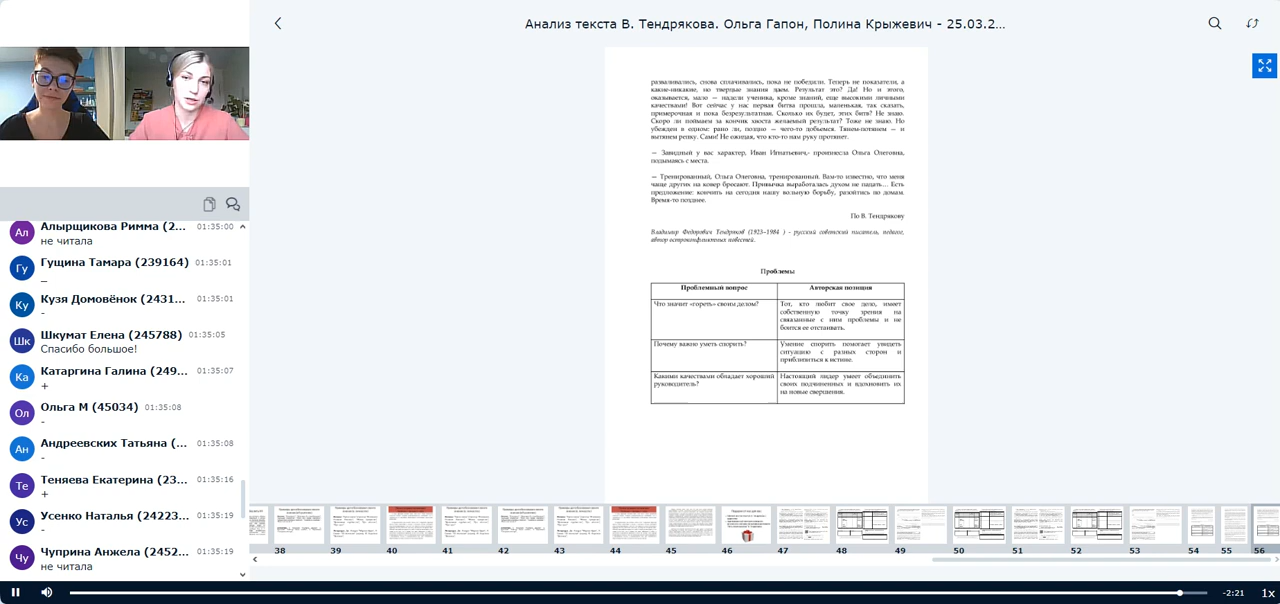 Анализ текста В. Тендрякова. Ольга Гапон, Полина Крыжевич - 25.03.2...
разваливались, снова сплачивались, пока не победили. Теперь не показатели, а
какие-никакие, но твердые знания даем. Результат это? Да! Но и этого,
оказывается, мало — надели ученика, кроме знаний, еще высокими личными
качествами! Вот сейчас у нас первая битва прошла, маленькая, так сказать,
примерочная и пока безрезультатная. Сколько их будет, этих битв? Не знаю.
Скоро ли поймаем за кончик хвоста желаемый результат? Тоже не знаю. Но
убежден в одном: рано ли, поздно — чего-то добьемся. Тянем-потянем — и
вытянем репку. Сами! Не ожидая, что кто-то нам руку протянет.
— Завидный у вас характер, Иван Игнатьевич,- произнесла Ольга Олеговна,
подымаясь с места.
— Тренированный, Ольга Олеговна, тренированный. Вам-то известно, что меня
чаще других на ковер бросают. Привычка выработалась духом не падать... Есть
предложение: кончить на сегодня нашу вольную борьбу, разойтись по домам.
Время-то позднее.
По В. Тендрякову
Владимир Федорович Тендряков (1923–1984 ) - русский советский писатель, педагог,
автор остроконфликтных повестей.
Проблемы
Проблемный вопрос
Авторская позиция
Что значит «гореть» своим делом?
Тот, кто любит свое дело, имеет
собственную точку зрения на
связанные с ним проблемы и не
боится ее отстаивать.
Почему важно уметь спорить?
Умение спорить помогает увидеть
ситуацию с разных сторон и
приблизиться к истине.
Какими качествами обладает хороший
руководитель?
Настоящий лидер умеет объединить
своих подчиненных и вдохновить их
на новые свершения.
Ал Алырщикова Римма (2... 01:35:00
не читала
Гу Гущина Тамара (239164) 01:35:01
–
Ку Кузя Домовёнок (2431... 01:35:01
-
Шк Шкумат Елена (245788) 01:35:05
Спасибо большое!
Ка Катаргина Галина (249... 01:35:07
+
Ол Ольга М (45034) 01:35:08
-
Ан Андреевских Татьяна (... 01:35:08
-
Те Теняева Екатерина (23... 01:35:16
+
Ус Усенко Наталья (24223... 01:35:19
-
Чу Чуприна Анжела (2452... 01:35:19
не читала
38 39 40 41 42 43 44 45 46 47 48 49 50 51 52 53 54 55 56
-2:21 1x